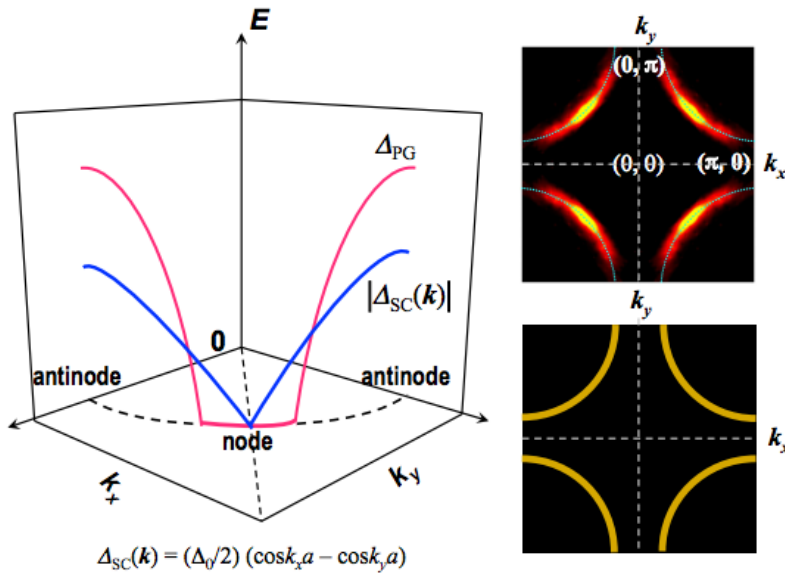 E
Δ_PG
|Δ_SC(k)|
0
antinode
antinode
node
k_x
k_y
Δ_SC(k) = (Δ_0/2) (cosk_xa – cosk_ya)
k_y
(0, π)
(0, 0)
(π, 0)
k_x
k_y
k_x